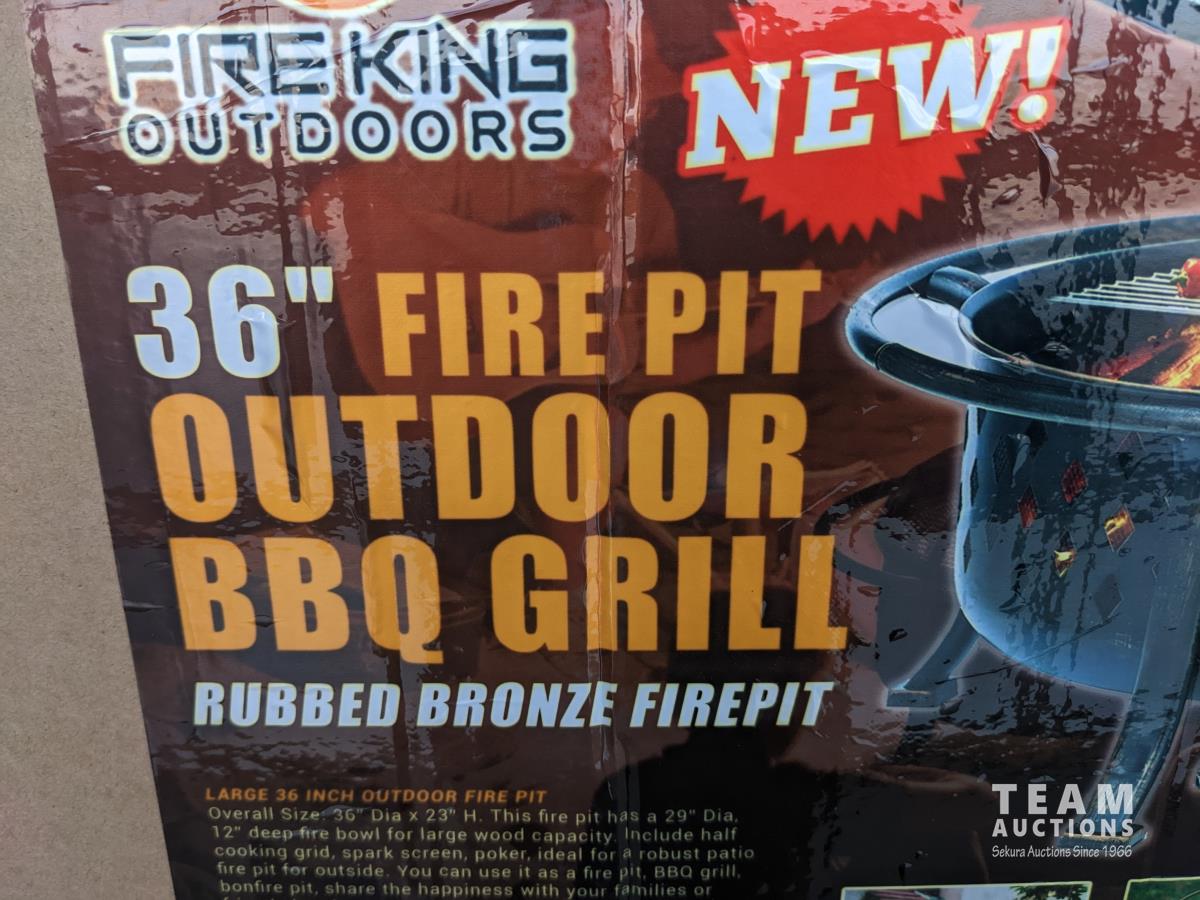 FIRE KING
OUTDOORS
NEW!
36" FIRE PIT
OUTDOOR
BBQ GRILL
RUBBED BRONZE FIREPIT
LARGE 36 INCH OUTDOOR FIRE PIT
Overall Size: 36" Dia x 23" H. This fire pit has a 29" Dia,
12" deep fire bowl for large wood capacity. Include half
cooking grid, spark screen, poker, ideal for a robust patio
fire pit for outside. You can use it as a fire pit, BBQ grill,
bonfire pit, share the happiness with your families or
TEAM
AUCTIONS
Sekura Auctions Since 1966